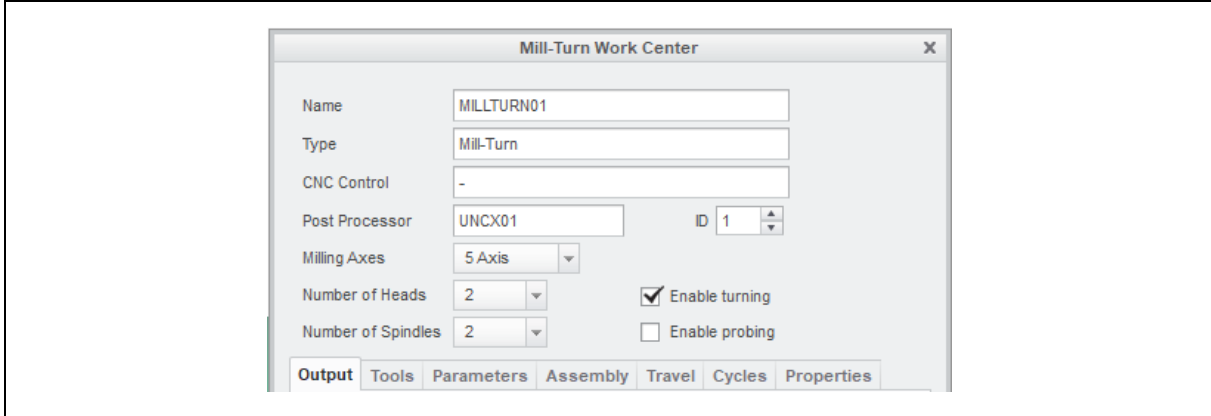 Mill-Turn Work Center X
Name MILLTURN01
Type Mill-Turn
CNC Control -
Post Processor UNCX01 ID 1
Milling Axes 5 Axis
Number of Heads 2 Enable turning
Number of Spindles 2 Enable probing
Output Tools Parameters Assembly Travel Cycles Properties